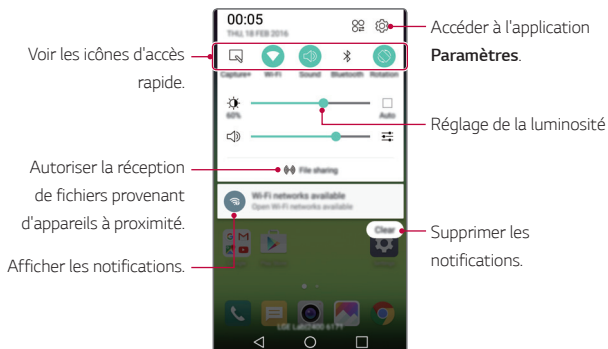 00:05
THU, 18 FEB 2016
Accéder à l'application
Paramètres.
Voir les icônes d'accès
rapide.
Capture+ Wi-Fi Sound Bluetooth Rotation
60%
Auto
Réglage de la luminosité
File sharing
Autoriser la réception
de fichiers provenant
d'appareils à proximité.
Wi-Fi networks available
Open Wi-Fi networks available
Clear
Supprimer les
notifications.
Afficher les notifications.